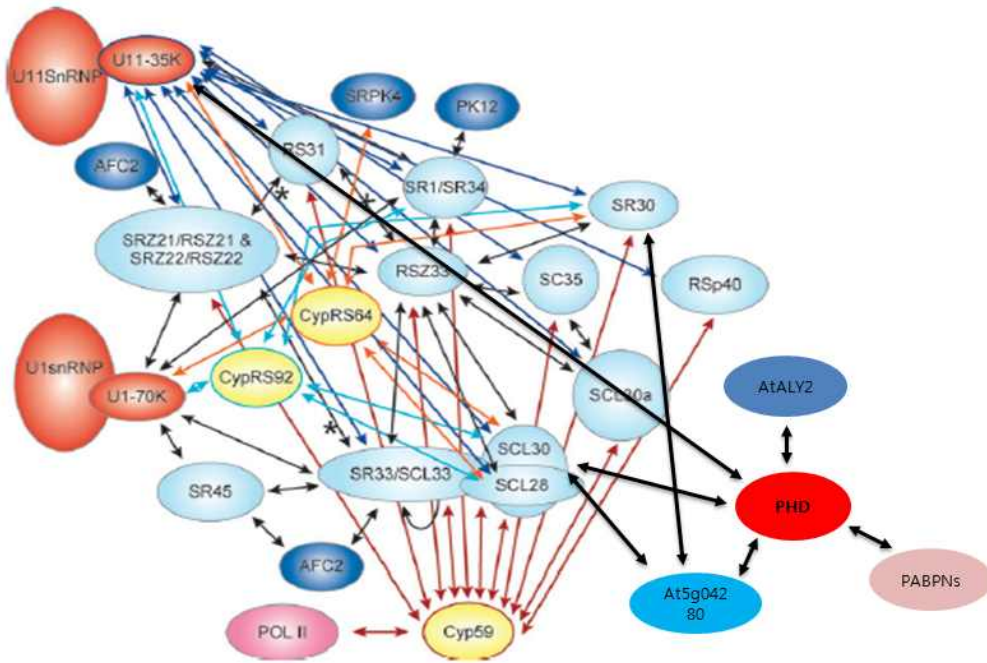 U11SnRNP
U11-35K
SRPK4
PK12
RS31
AFC2
SR1/SR34
SR30
SRZ21/RSZ21 &
SRZ22/RSZ22
*
*
RSZ33
SC35
RSp40
CypRS64
U1snRNP
CypRS92
U1-70K
SCL30a
AtALY2
*
SCL30
SR33/SCL33
SCL28
SR45
PHD
AFC2
At5g042
80
PABPNs
POL II
Cyp59